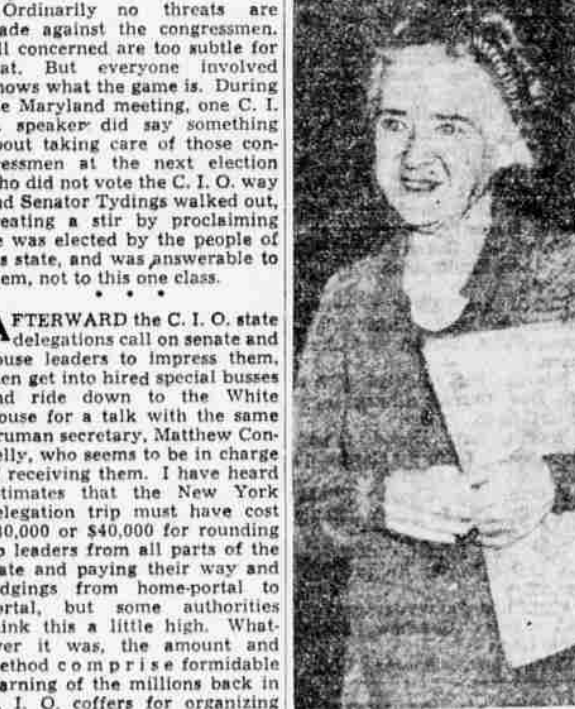 Ordinarily no threats are
ade against the congressmen.
ll concerned are too subtle for
at. But everyone involved
nows what the game is. During
e Maryland meeting, one C. I.
. speaker did say something
bout taking care of those con-
ressmen at the next election
ho did not vote the C. I. O. way
nd Senator Tydings walked out,
reating a stir by proclaiming
e was elected by the people of
is state, and was answerable to
em, not to this one class.
• • •
AFTERWARD the C. I. O. state
delegations call on senate and
ouse leaders to impress them,
en get into hired special busses
nd ride down to the White
ouse for a talk with the same
ruman secretary, Matthew Con-
elly, who seems to be in charge
receiving them. I have heard
timates that the New York
elegation trip must have cost
0,000 or $40,000 for rounding
p leaders from all parts of the
ate and paying their way and
dgings from home-portal to
ortal, but some authorities
ink this a little high. What-
ver it was, the amount and
ethod comprise formidable
arning of the millions back in
. I. O. coffers for organizing